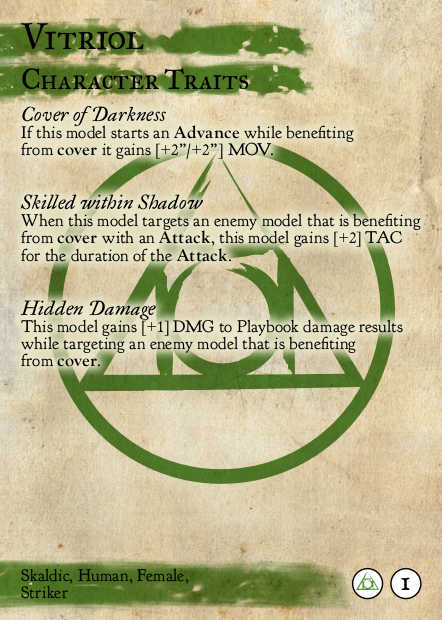 Vitriol
Character Traits
Cover of Darkness
If this model starts an Advance while benefiting
from cover it gains [+2”/+2”] MOV.
Skilled within Shadow
When this model targets an enemy model that is benefiting
from cover with an Attack, this model gains [+2] TAC
for the duration of the Attack.
Hidden Damage
This model gains [+1] DMG to Playbook damage results
while targeting an enemy model that is benefiting
from cover.
Skaldic, Human, Female,
Striker
1